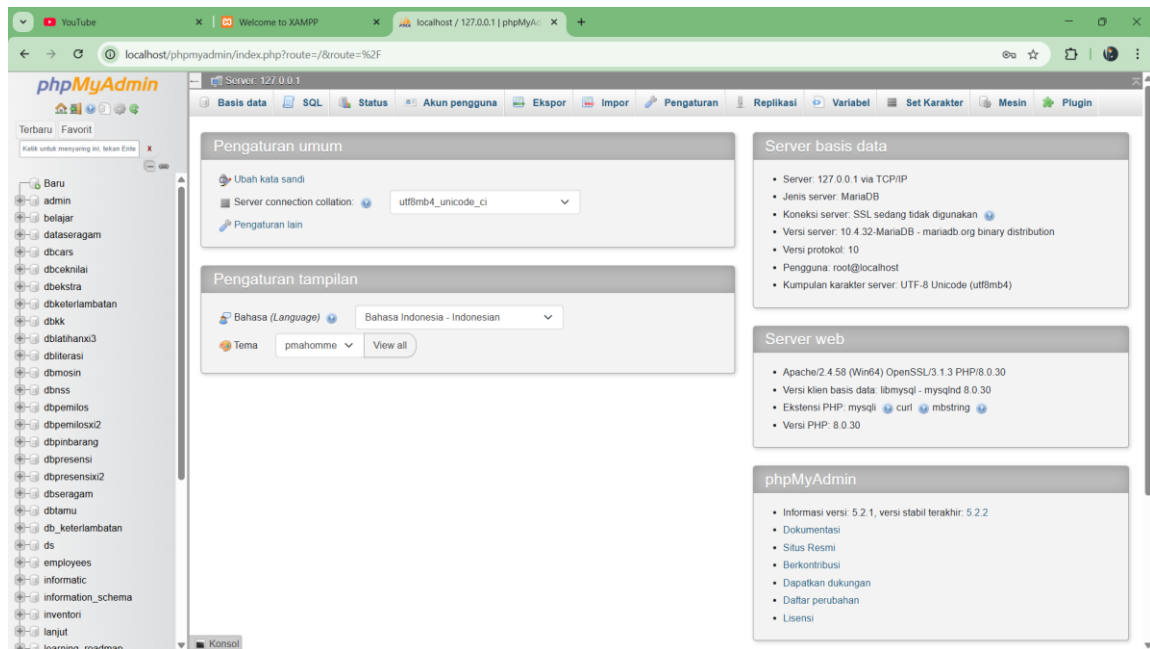 YouTube
Welcome to XAMPP
localhost / 127.0.0.1 | phpMyAd
localhost/phpmyadmin/index.php?route=/&route=%2F
phpMyAdmin
Terbaru Favorit
Ketik untuk menyaring ini, tekan Ente X
Baru
admin
belajar
dataseragam
dbcars
dbceknilai
dbekstra
dbketerlambatan
dbkk
dblatihanxi3
dbliterasi
dbmosin
dbnss
dbpemilos
dbpemilosxi2
dbpinbarang
dbpresensi
dbpresensixi2
dbseragam
dbtamu
db_keterlambatan
ds
employees
informatic
information_schema
inventori
lanjut
learning_roadmap
Server: 127.0.0.1
Basis data SQL Status Akun pengguna Ekspor Impor Pengaturan Replikasi Variabel Set Karakter Mesin Plugin
Pengaturan umum
Ubah kata sandi
Server connection collation: utf8mb4_unicode_ci
Pengaturan lain
Pengaturan tampilan
Bahasa (Language) Bahasa Indonesia - Indonesian
Tema pmahomme View all
Server basis data
• Server: 127.0.0.1 via TCP/IP
• Jenis server: MariaDB
• Koneksi server: SSL sedang tidak digunakan
• Versi server: 10.4.32-MariaDB - mariadb.org binary distribution
• Versi protokol: 10
• Pengguna: root@localhost
• Kumpulan karakter server: UTF-8 Unicode (utf8mb4)
Server web
• Apache/2.4.58 (Win64) OpenSSL/3.1.3 PHP/8.0.30
• Versi klien basis data: libmysql - mysqlnd 8.0.30
• Ekstensi PHP: mysqli curl mbstring
• Versi PHP: 8.0.30
phpMyAdmin
• Informasi versi: 5.2.1, versi stabil terakhir: 5.2.2
• Dokumentasi
• Situs Resmi
• Berkontribusi
• Dapatkan dukungan
• Daftar perubahan
• Lisensi
Konsol